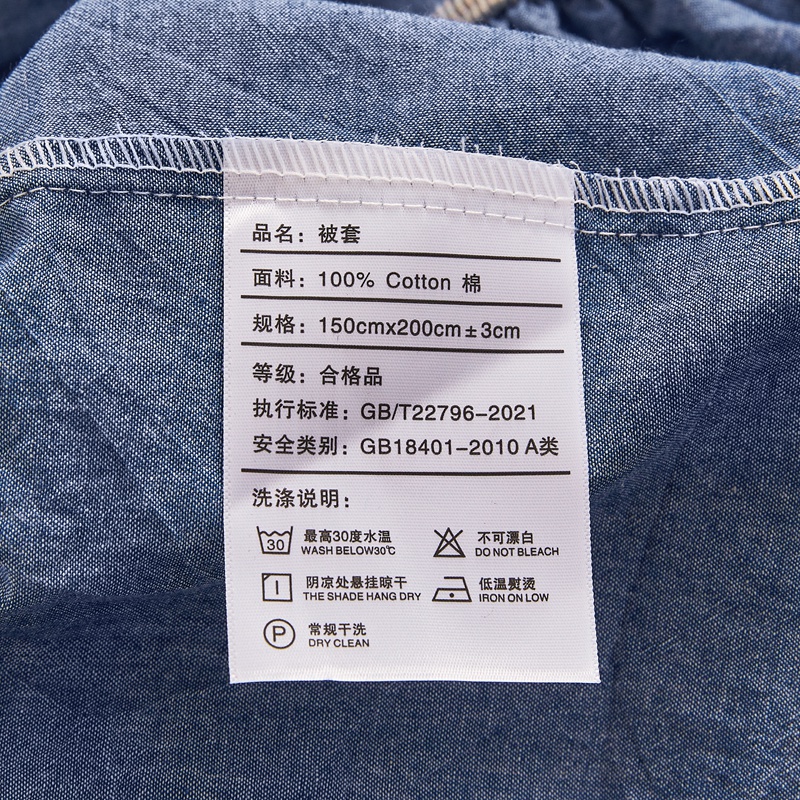 品名：被套
面料：100% Cotton 棉
规格：150cmx200cm±3cm
等级：合格品
执行标准：GB/T22796-2021
安全类别：GB18401-2010 A类
洗涤说明：
30 最高30度水温 不可漂白
WASH BELOW30℃ DO NOT BLEACH
阴凉处悬挂晾干 低温熨烫
THE SHADE HANG DRY IRON ON LOW
P 常规干洗
DRY CLEAN